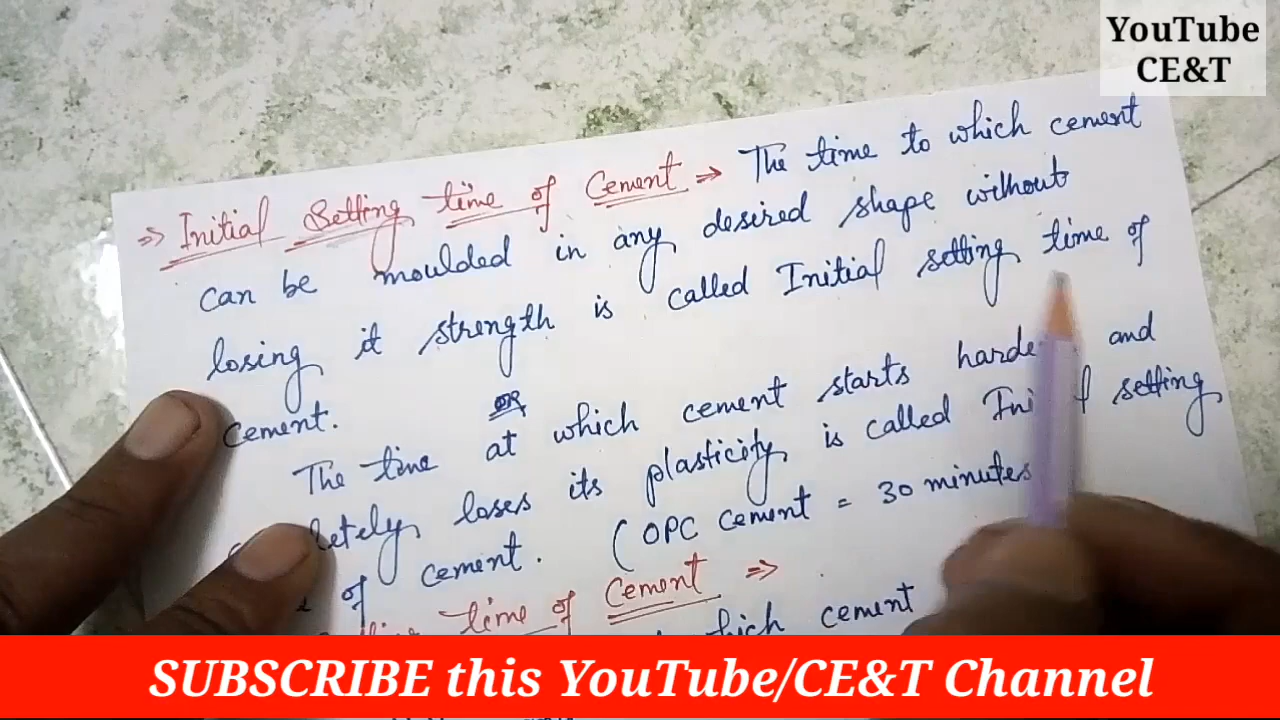 YouTube
CE&T
⇒ Initial Setting time of Cement ⇒ The time to which cement
can be moulded in any desired shape without
losing it strength is called Initial setting time of
cement.
OR
The time at which cement starts and
loses its plasticity is called setting
of cement. (OPC cement = 30 minutes
time of Cement ⇒
which cement
SUBSCRIBE this YouTube/CE&T Channel